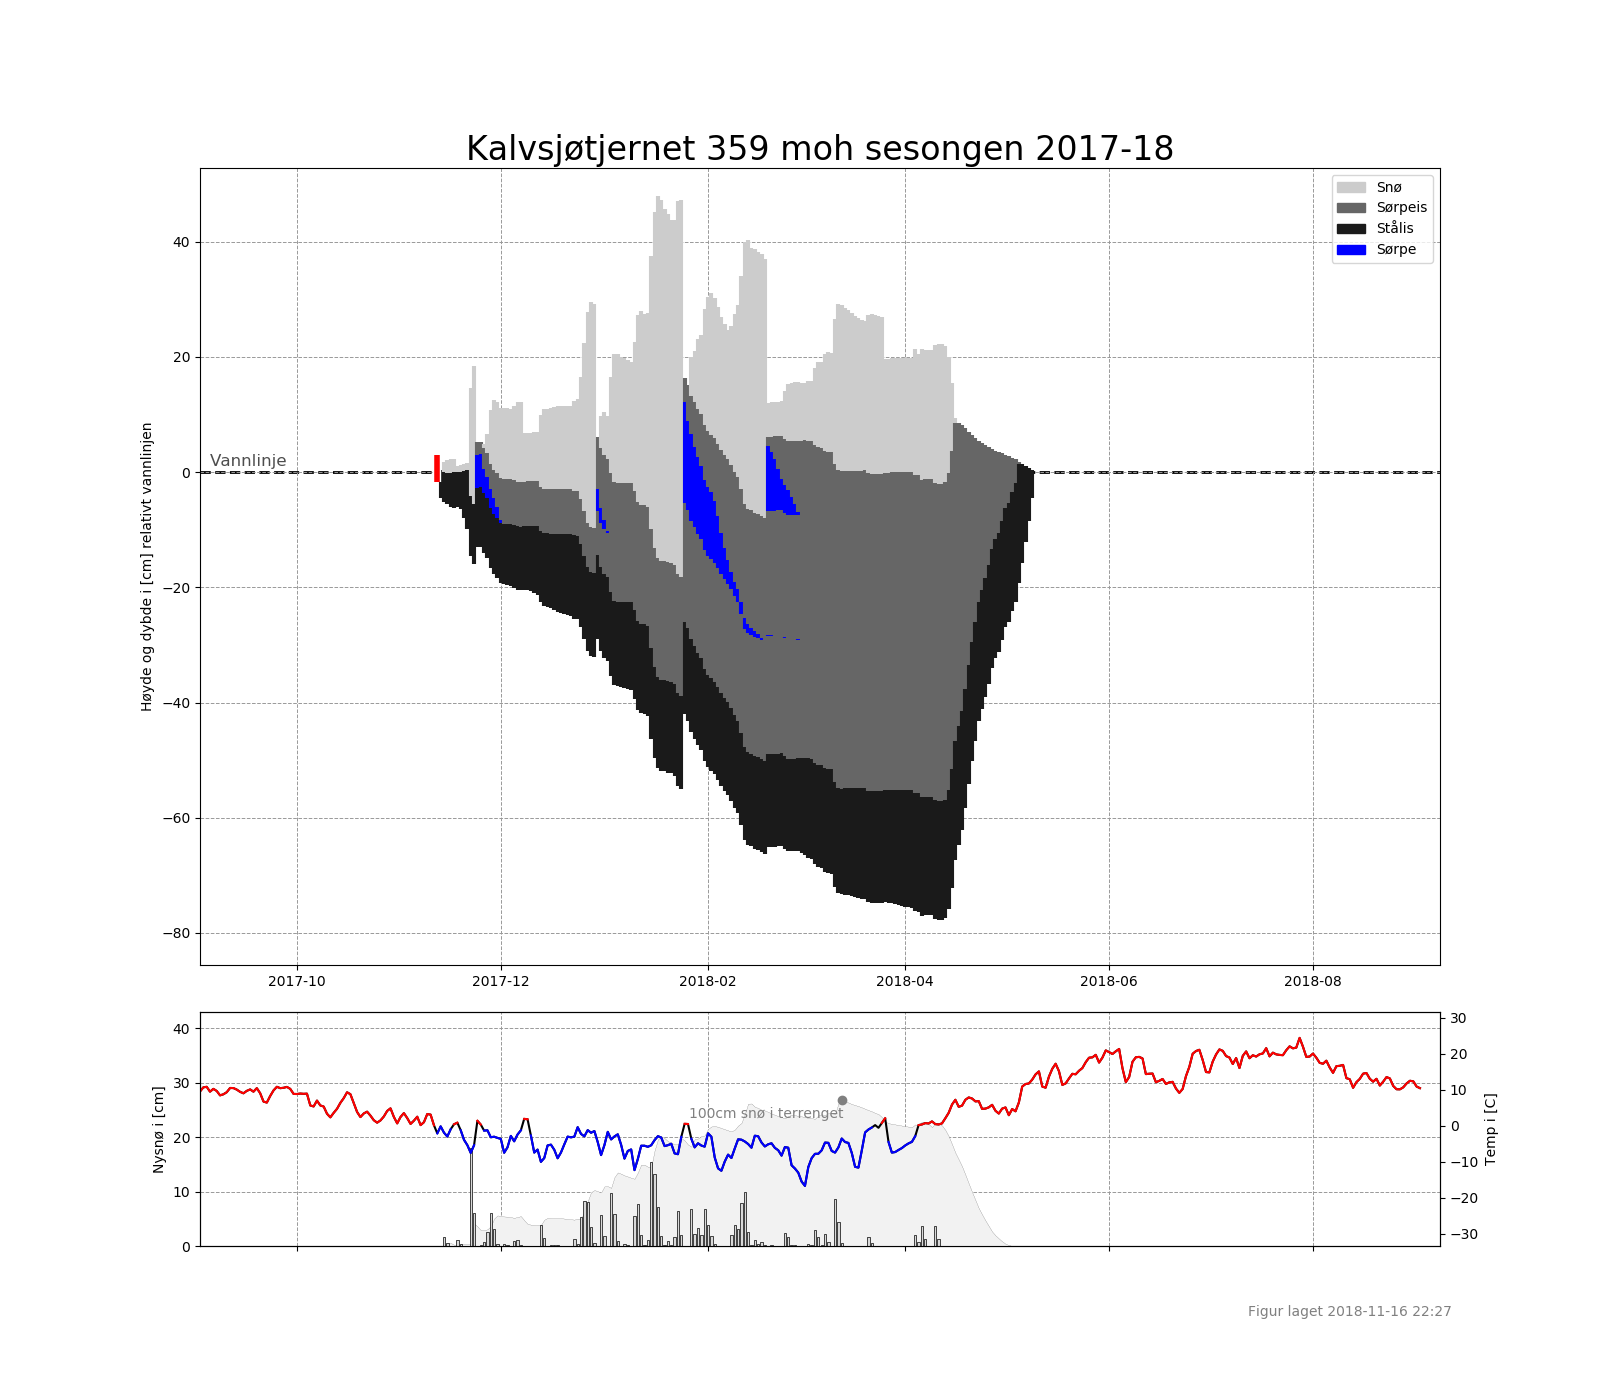 Kalvsjøtjernet 359 moh sesongen 2017-18
Snø
Sørpeis
Stålis
Sørpe
Høyde og dybde i [cm] relativt vannlinjen
40
20
0
−20
−40
−60
−80
Vannlinje
2017-10 2017-12 2018-02 2018-04 2018-06 2018-08
Nysnø i [cm]
40
30
20
10
0
100cm snø i terrenget
30
20
10
0
−10
−20
−30
Temp i [C]
Figur laget 2018-11-16 22:27